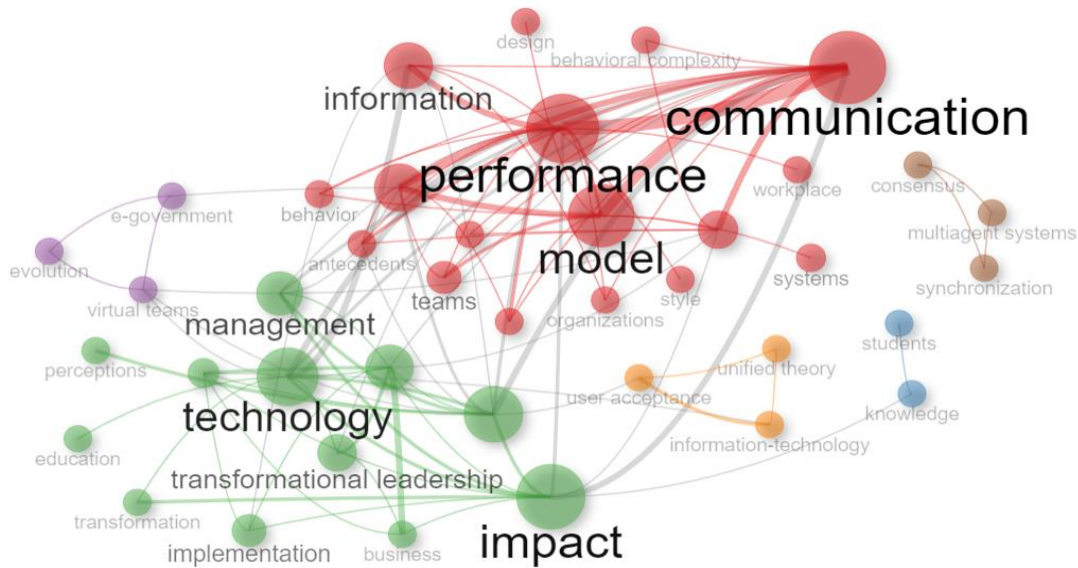 design
behavioral complexity
information
communication
performance
workplace
consensus
e-government
behavior
multiagent systems
evolution
antecedents
model
systems
synchronization
virtual teams
teams
style
organizations
management
students
perceptions
unified theory
user acceptance
knowledge
technology
information-technology
education
transformational leadership
transformation
implementation
business
impact